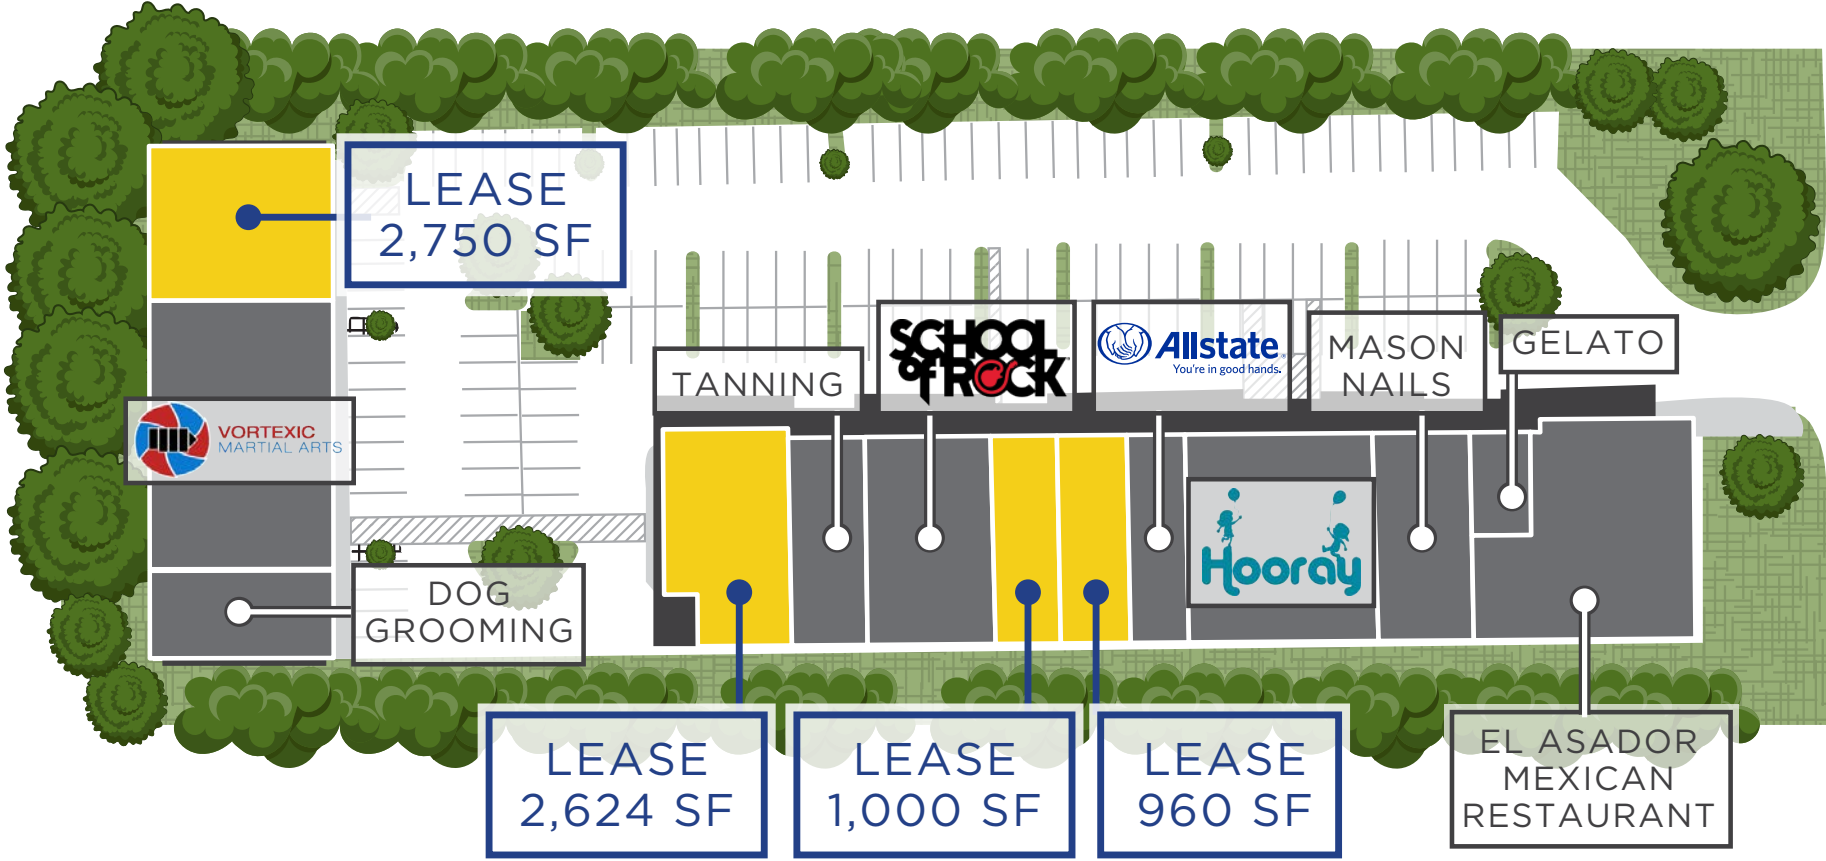 LEASE
2,750 SF
SCHOOL
of ROCK
Allstate
You're in good hands.
MASON
NAILS
GELATO
TANNING
VORTEXIC
MARTIAL ARTS
Hooray
DOG
GROOMING
LEASE
2,624 SF
LEASE
1,000 SF
LEASE
960 SF
EL ASADOR
MEXICAN
RESTAURANT